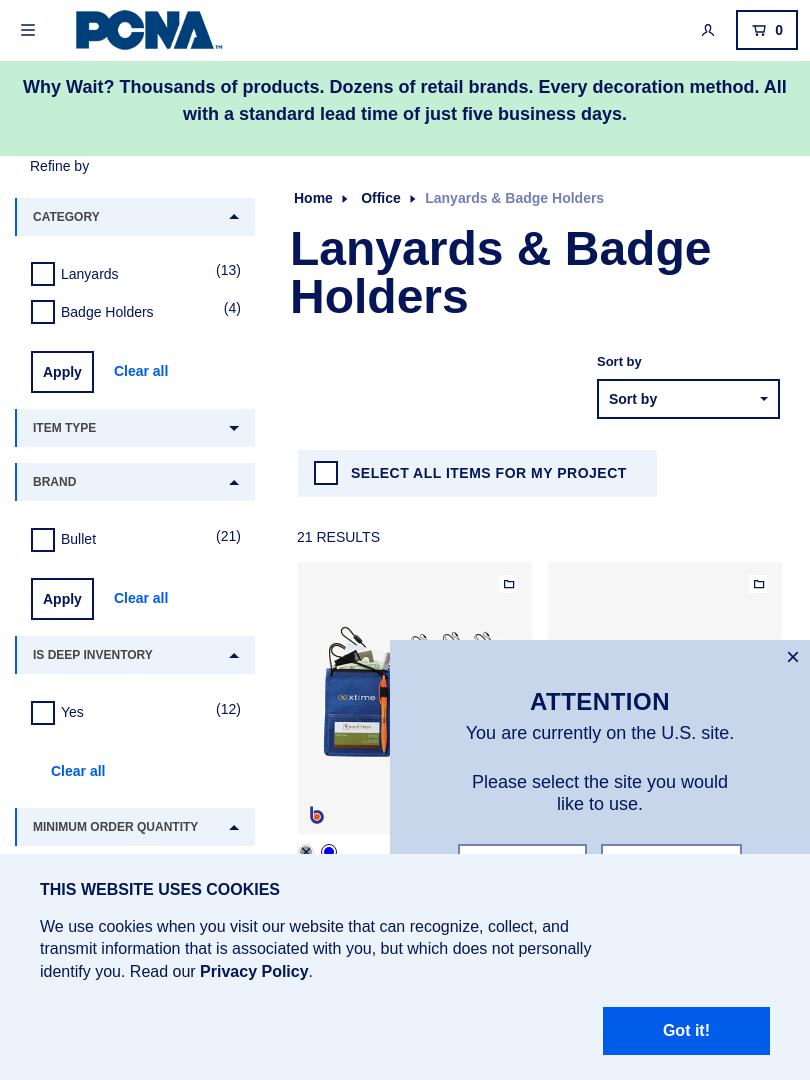 PCNA™
0
Why Wait? Thousands of products. Dozens of retail brands. Every decoration method. All
with a standard lead time of just five business days.
Refine by
CATEGORY
Lanyards (13)
Badge Holders (4)
Apply Clear all
ITEM TYPE
BRAND
Bullet (21)
Apply Clear all
IS DEEP INVENTORY
Yes (12)
Clear all
MINIMUM ORDER QUANTITY
Home Office Lanyards & Badge Holders
Lanyards & Badge
Holders
Sort by
Sort by
SELECT ALL ITEMS FOR MY PROJECT
21 RESULTS
xtime
b
ATTENTION
You are currently on the U.S. site.
Please select the site you would
like to use.
THIS WEBSITE USES COOKIES
We use cookies when you visit our website that can recognize, collect, and
transmit information that is associated with you, but which does not personally
identify you. Read our Privacy Policy.
Got it!